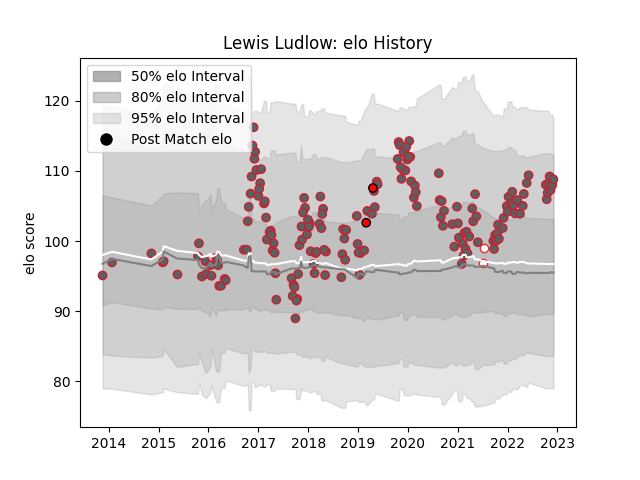 Lewis Ludlow: elo History
50% elo Interval
80% elo Interval
95% elo Interval
Post Match elo
elo score
120
110
100
90
80
2014 2015 2016 2017 2018 2019 2020 2021 2022 2023